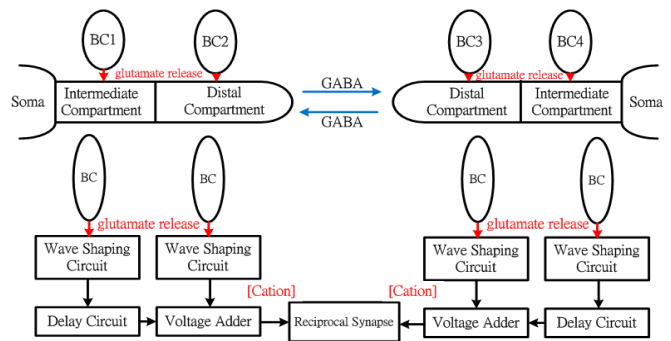 BC1
BC2
BC3
BC4
glutamate release
GABA
glutamate release
Soma
Intermediate
Compartment
Distal
Compartment
GABA
Distal
Compartment
Intermediate
Compartment
Soma
BC
BC
BC
BC
glutamate release
glutamate release
Wave Shaping
Circuit
Wave Shaping
Circuit
Wave Shaping
Circuit
Wave Shaping
Circuit
[Cation]
[Cation]
Delay Circuit
Voltage Adder
Reciprocal Synapse
Voltage Adder
Delay Circuit